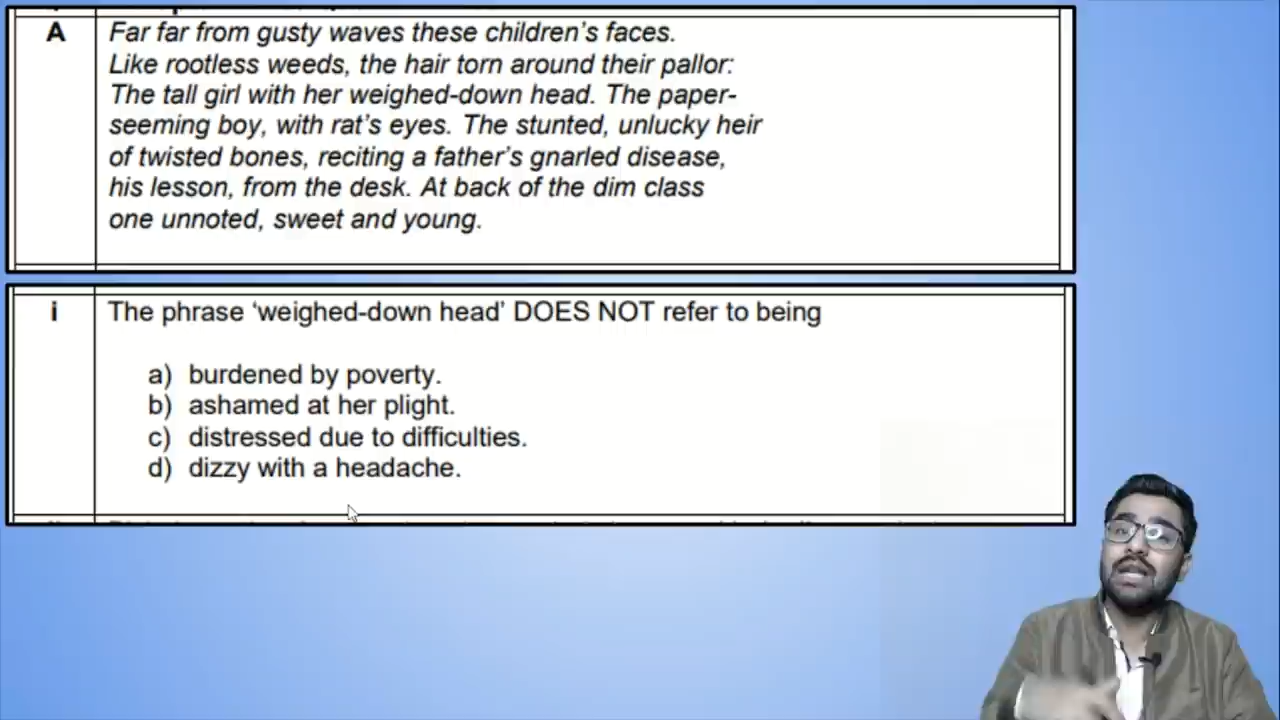 A
Far far from gusty waves these children's faces.
Like rootless weeds, the hair torn around their pallor:
The tall girl with her weighed-down head. The paper-
seeming boy, with rat's eyes. The stunted, unlucky heir
of twisted bones, reciting a father's gnarled disease,
his lesson, from the desk. At back of the dim class
one unnoted, sweet and young.
i
The phrase ‘weighed-down head’ DOES NOT refer to being
a) burdened by poverty.
b) ashamed at her plight.
c) distressed due to difficulties.
d) dizzy with a headache.